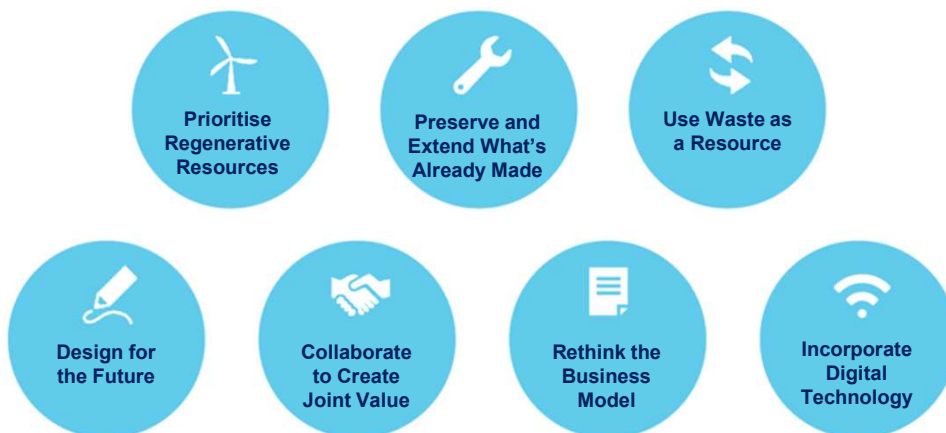 Prioritise
Regenerative
Resources
Preserve and
Extend What's
Already Made
Use Waste as
a Resource
Design for
the Future
Collaborate
to Create
Joint Value
Rethink the
Business
Model
Incorporate
Digital
Technology